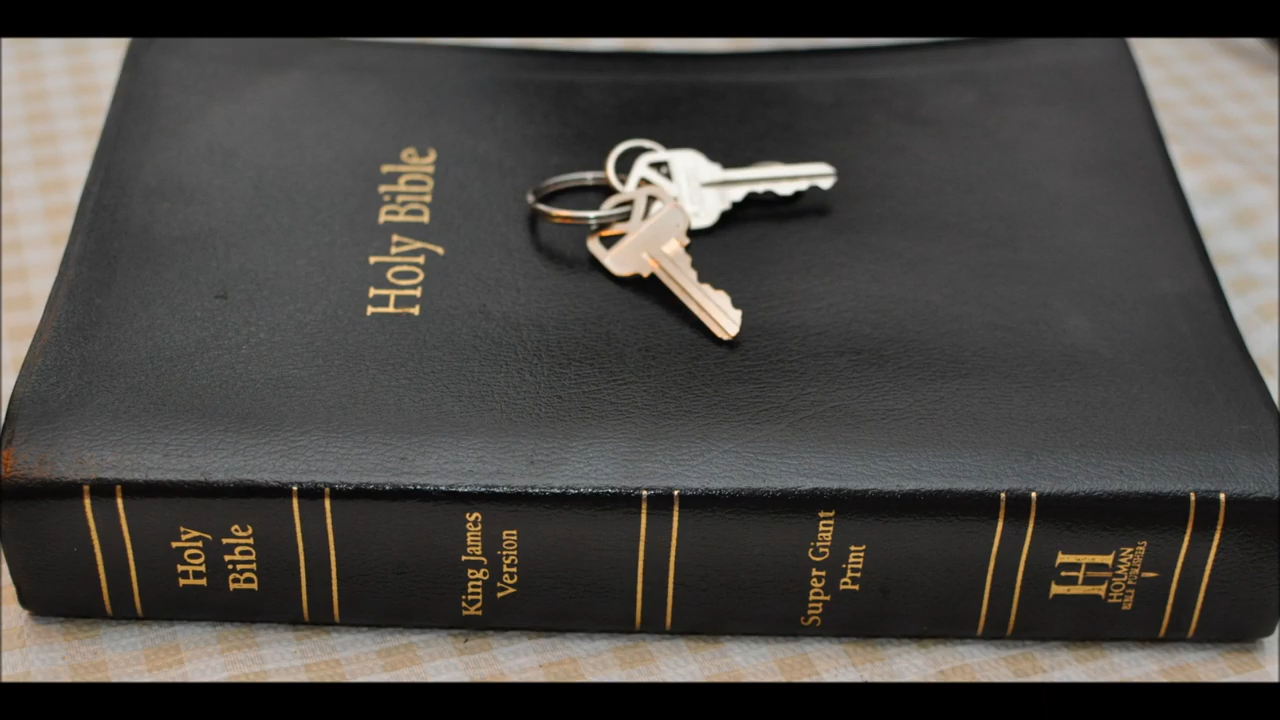 Holy Bible
Holy
Bible
King James
Version
Super Giant
Print
HOLMAN
BIBLE PUBLISHERS